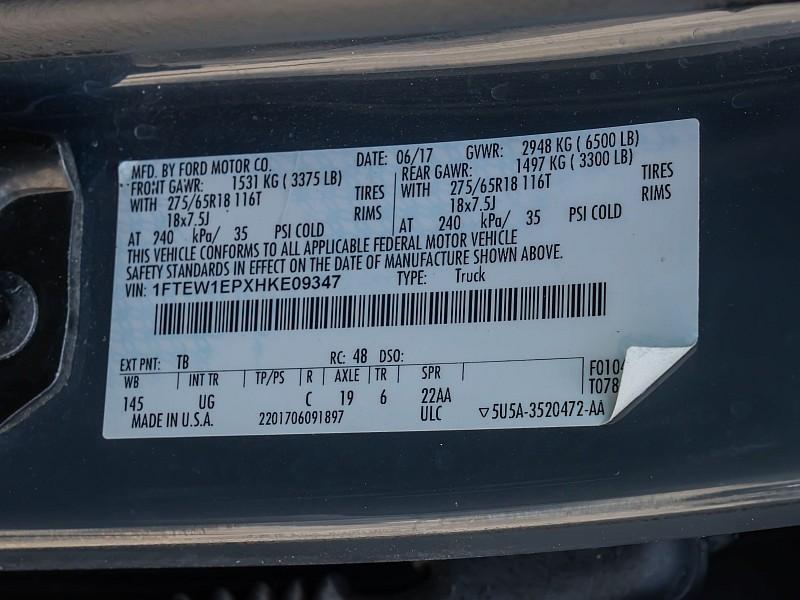 MFD. BY FORD MOTOR CO. DATE: 06/17 GVWR: 2948 KG ( 6500 LB)
FRONT GAWR: 1531 KG ( 3375 LB) REAR GAWR: 1497 KG ( 3300 LB)
WITH 275/65R18 116T TIRES WITH 275/65R18 116T TIRES
18x7.5J RIMS 18x7.5J RIMS
AT 240 kPa/ 35 PSI COLD AT 240 kPa/ 35 PSI COLD
THIS VEHICLE CONFORMS TO ALL APPLICABLE FEDERAL MOTOR VEHICLE
SAFETY STANDARDS IN EFFECT ON THE DATE OF MANUFACTURE SHOWN ABOVE.
VIN: 1FTEW1EPXHKE09347 TYPE: Truck
EXT PNT: TB RC: 48 DSO: F0104
WB INT TR TP/PS R AXLE TR SPR T078
145 UG C 19 6 22AA
MADE IN U.S.A. 2201706091897 ULC ▽5U5A-3520472-AA